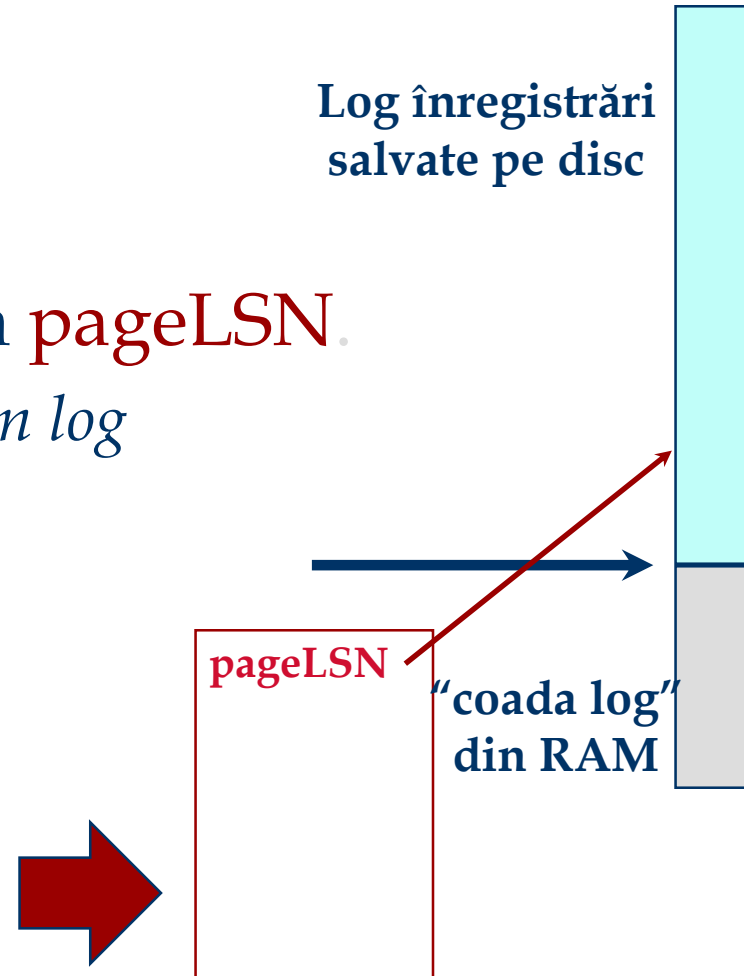 Log înregistrări
salvate pe disc
pageLSN.
n log
pageLSN
“coada log”
din RAM